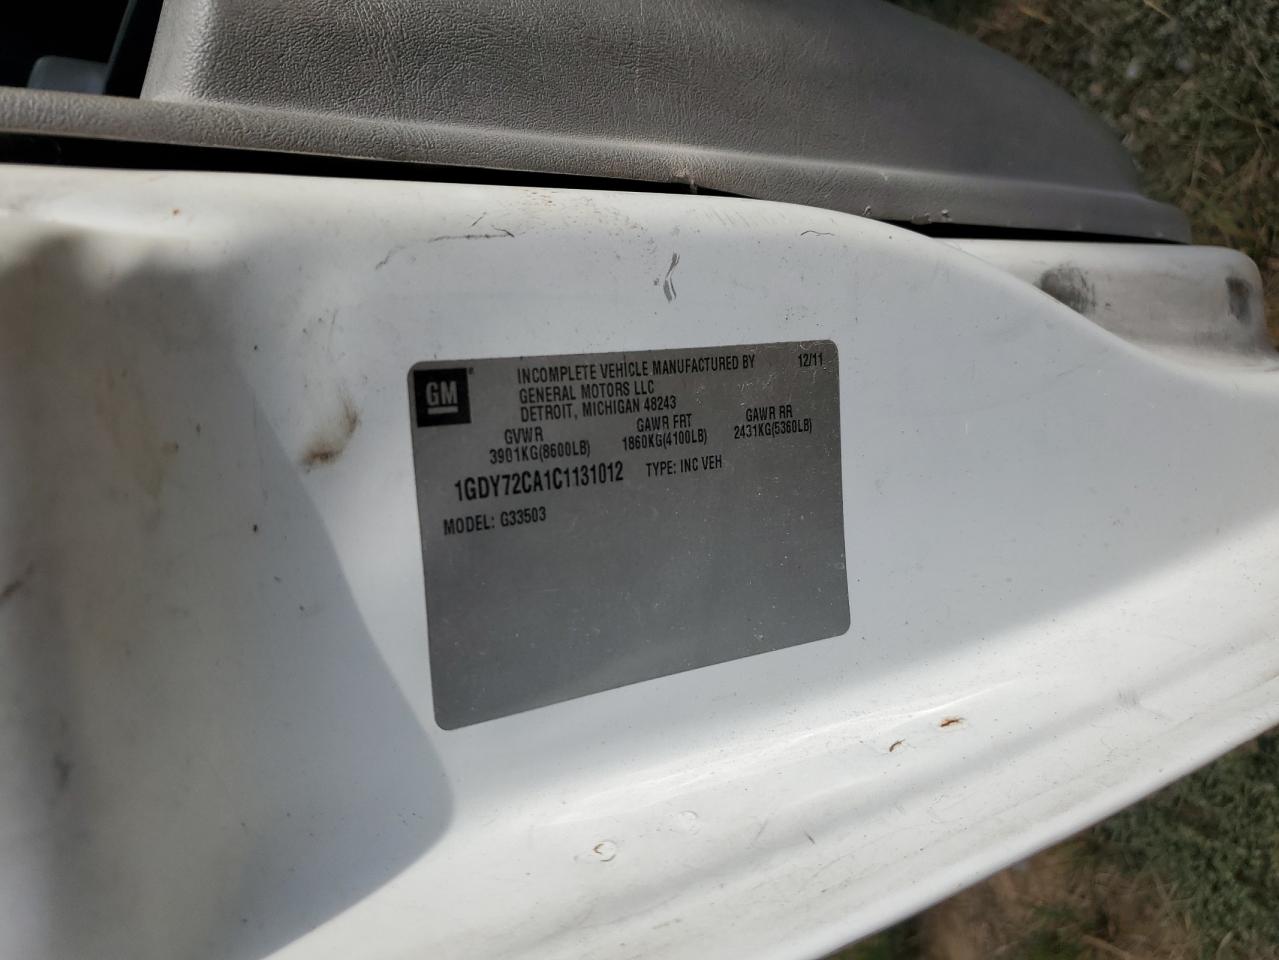 GM ®
INCOMPLETE VEHICLE MANUFACTURED BY 12/11
GENERAL MOTORS LLC
DETROIT, MICHIGAN 48243
GVWR GAWR FRT GAWR RR
3901KG(8600LB) 1860KG(4100LB) 2431KG(5360LB)
1GDY72CA1C1131012 TYPE: INC VEH
MODEL: G33503